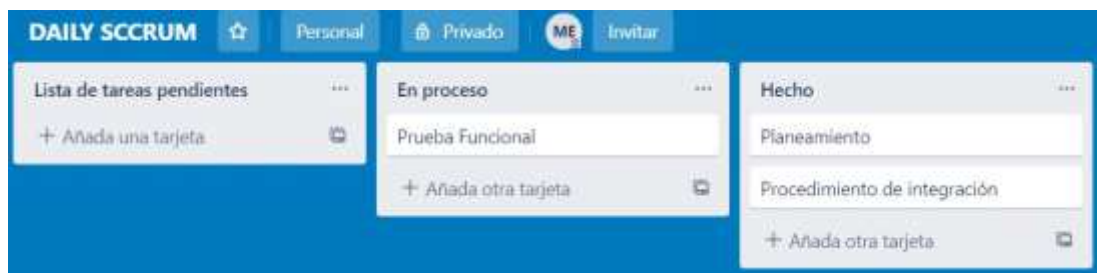 DAILY SCCRUM
Personal
Privado
ME
Invitar
Lista de tareas pendientes
+ Añada una tarjeta
En proceso
Prueba Funcional
+ Añada otra tarjeta
Hecho
Planeamiento
Procedimiento de integración
+ Añada otra tarjeta